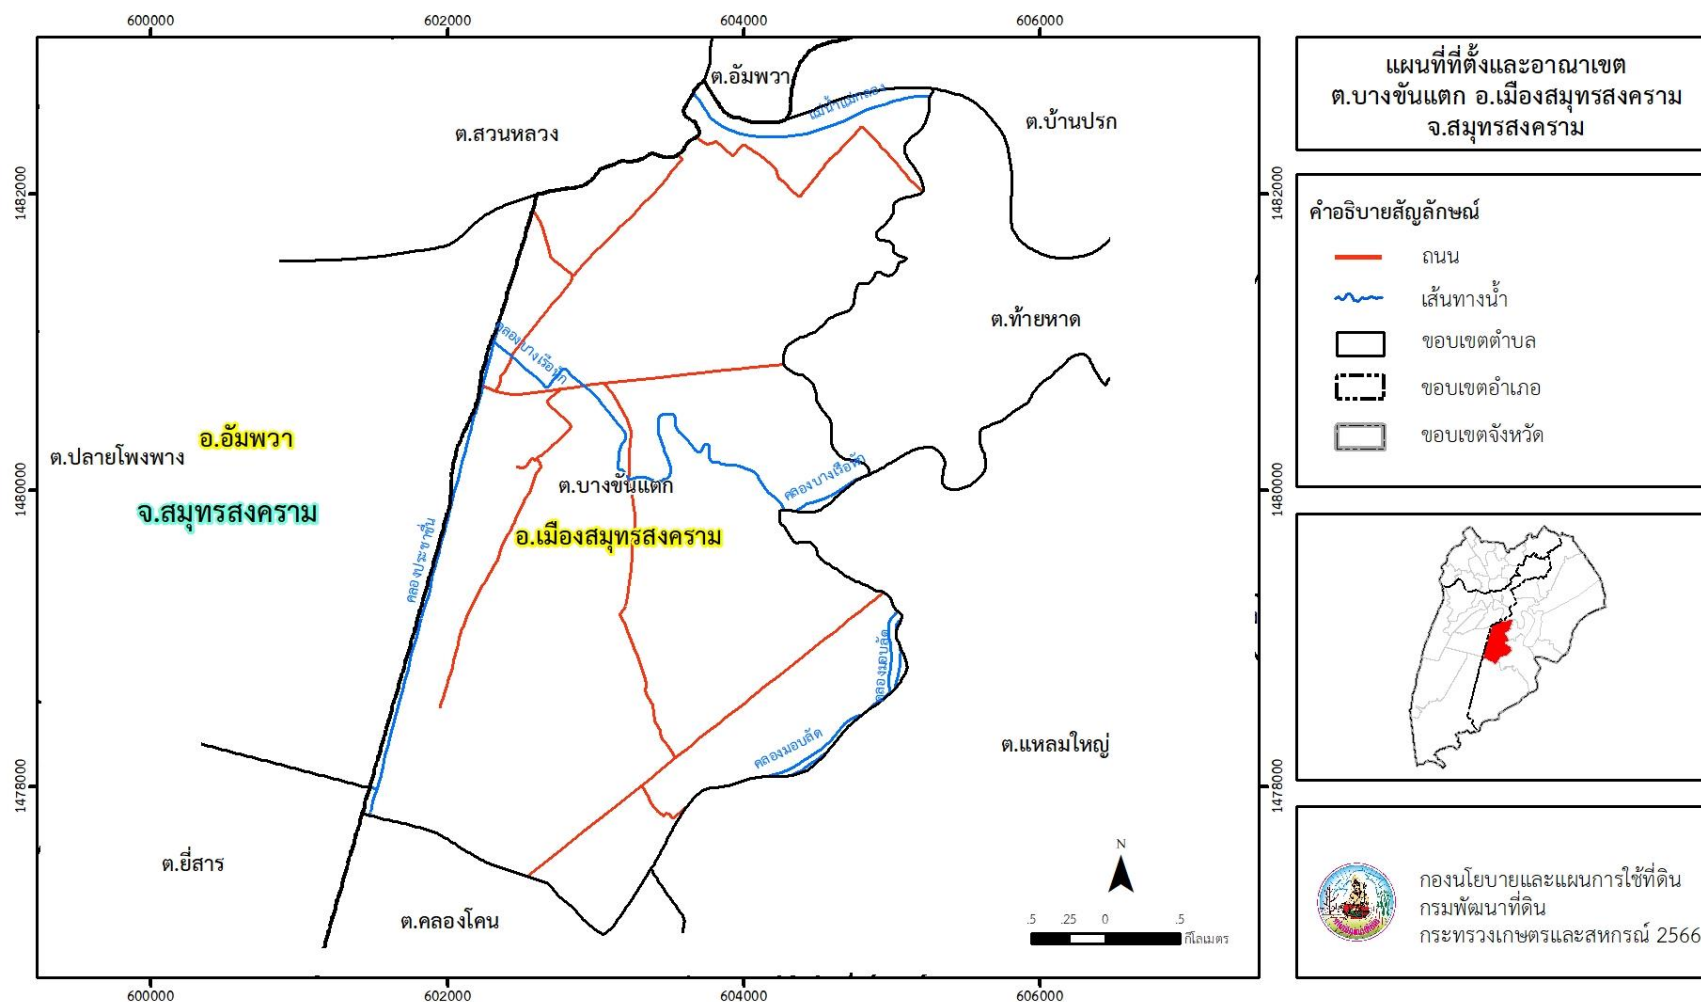 600000
602000
604000
606000
แผนที่ที่ตั้งและอาณาเขต
ต.บางขันแตก อ.เมืองสมุทรสงคราม
จ.สมุทรสงคราม
ต.อัมพวา
แม่น้ำแม่กลอง
ต.บ้านปรก
ต.สวนหลวง
1482000
1482000
คำอธิบายสัญลักษณ์
ถนน
เส้นทางน้ำ
ขอบเขตตำบล
ขอบเขตอำเภอ
ขอบเขตจังหวัด
ต.ท้ายหาด
คลองบางเรือหัก
อ.อัมพวา
ต.ปลายโพงพาง
คลองบางเรือหัก
1480000
1480000
ต.บางขันแตก
จ.สมุทรสงคราม
อ.เมืองสมุทรสงคราม
คลองประชาชื่น
คลองมอบลัด
คลองมอบลัด
ต.แหลมใหญ่
1478000
1478000
ต.ยี่สาร
N
ต.คลองโคน
.5 .25 0 .5
กิโลเมตร
กองนโยบายและแผนการใช้ที่ดิน
กรมพัฒนาที่ดิน
กระทรวงเกษตรและสหกรณ์ 2566
600000
602000
604000
606000